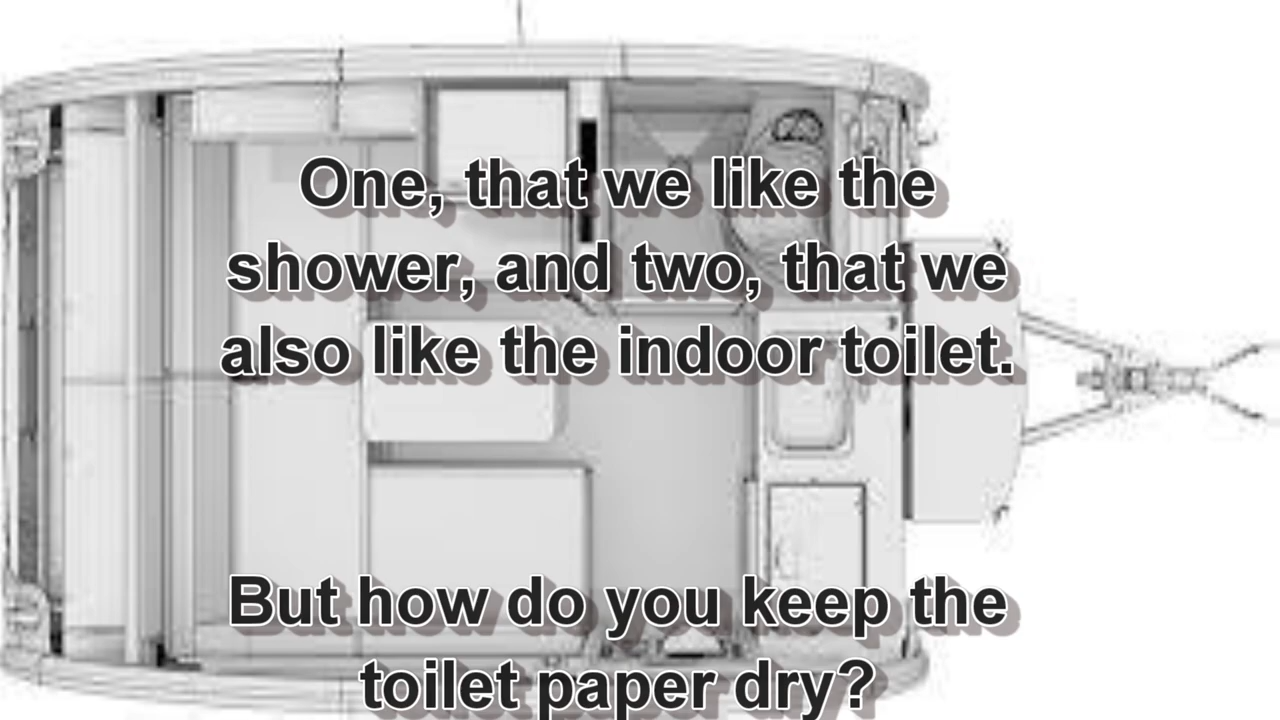 One, that we like the
shower, and two, that we
also like the indoor toilet.
But how do you keep the
toilet paper dry?